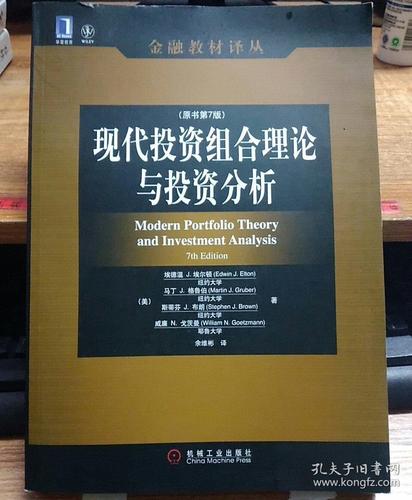 华章教育
WILEY
金融教材译丛
(原书第7版)
现代投资组合理论
与投资分析
Modern Portfolio Theory
and Investment Analysis
7th Edition
埃德温 J. 埃尔顿 (Edwin J. Elton)
纽约大学
马丁 J. 格鲁伯 (Martin J. Gruber)
纽约大学
(美)
斯蒂芬 J. 布朗 (Stephen J. Brown)
著
纽约大学
威廉 N. 戈茨曼 (William N. Goetzmann)
耶鲁大学
余维彬 译
机械工业出版社
China Machine Press
孔夫子旧书网
www.kongfz.com